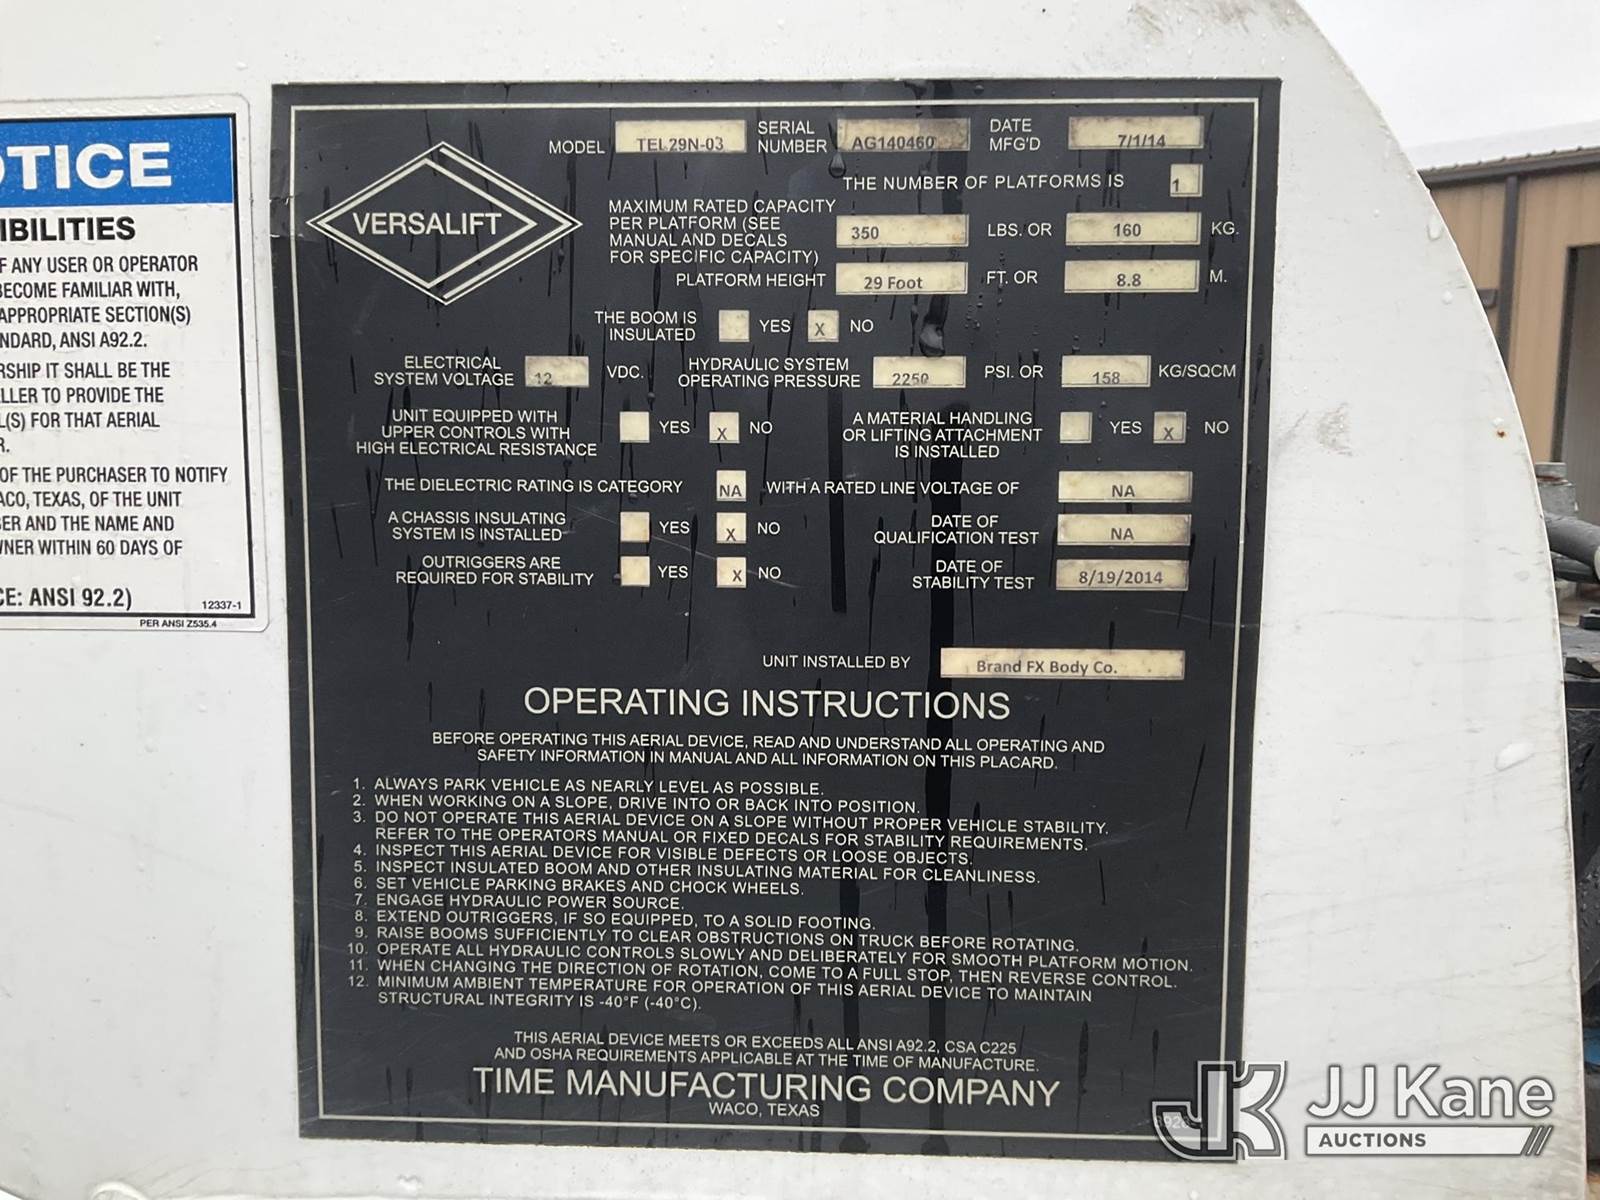 OTICE
IBILITIES
F ANY USER OR OPERATOR
BECOME FAMILIAR WITH,
APPROPRIATE SECTION(S)
NDARD, ANSI A92.2.
RSHIP IT SHALL BE THE
LLER TO PROVIDE THE
L(S) FOR THAT AERIAL
R.
OF THE PURCHASER TO NOTIFY
ACO, TEXAS, OF THE UNIT
BER AND THE NAME AND
WNER WITHIN 60 DAYS OF
CE: ANSI 92.2)
12337-1
PER ANSI Z535.4
VERSALIFT
MODEL TEL29N-03 SERIAL NUMBER AG140460 DATE MFG'D 7/1/14
THE NUMBER OF PLATFORMS IS 1
MAXIMUM RATED CAPACITY
PER PLATFORM (SEE
MANUAL AND DECALS
FOR SPECIFIC CAPACITY) 350 LBS. OR 160 KG.
PLATFORM HEIGHT 29 Foot FT. OR 8.8 M.
THE BOOM IS
INSULATED YES X NO
ELECTRICAL
SYSTEM VOLTAGE 12 VDC. HYDRAULIC SYSTEM
OPERATING PRESSURE 2250 PSI. OR 158 KG/SQCM
UNIT EQUIPPED WITH
UPPER CONTROLS WITH
HIGH ELECTRICAL RESISTANCE YES X NO
A MATERIAL HANDLING
OR LIFTING ATTACHMENT
IS INSTALLED YES X NO
THE DIELECTRIC RATING IS CATEGORY NA WITH A RATED LINE VOLTAGE OF NA
A CHASSIS INSULATING
SYSTEM IS INSTALLED YES X NO
DATE OF
QUALIFICATION TEST NA
OUTRIGGERS ARE
REQUIRED FOR STABILITY YES X NO
DATE OF
STABILITY TEST 8/19/2014
UNIT INSTALLED BY Brand FX Body Co.
OPERATING INSTRUCTIONS
BEFORE OPERATING THIS AERIAL DEVICE, READ AND UNDERSTAND ALL OPERATING AND
SAFETY INFORMATION IN MANUAL AND ALL INFORMATION ON THIS PLACARD.
1. ALWAYS PARK VEHICLE AS NEARLY LEVEL AS POSSIBLE.
2. WHEN WORKING ON A SLOPE, DRIVE INTO OR BACK INTO POSITION.
3. DO NOT OPERATE THIS AERIAL DEVICE ON A SLOPE WITHOUT PROPER VEHICLE STABILITY.
REFER TO THE OPERATORS MANUAL OR FIXED DECALS FOR STABILITY REQUIREMENTS.
4. INSPECT THIS AERIAL DEVICE FOR VISIBLE DEFECTS OR LOOSE OBJECTS.
5. INSPECT INSULATED BOOM AND OTHER INSULATING MATERIAL FOR CLEANLINESS.
6. SET VEHICLE PARKING BRAKES AND CHOCK WHEELS.
7. ENGAGE HYDRAULIC POWER SOURCE.
8. EXTEND OUTRIGGERS, IF SO EQUIPPED, TO A SOLID FOOTING.
9. RAISE BOOMS SUFFICIENTLY TO CLEAR OBSTRUCTIONS ON TRUCK BEFORE ROTATING.
10. OPERATE ALL HYDRAULIC CONTROLS SLOWLY AND DELIBERATELY FOR SMOOTH PLATFORM MOTION.
11. WHEN CHANGING THE DIRECTION OF ROTATION, COME TO A FULL STOP, THEN REVERSE CONTROL.
12. MINIMUM AMBIENT TEMPERATURE FOR OPERATION OF THIS AERIAL DEVICE TO MAINTAIN
STRUCTURAL INTEGRITY IS -40°F (-40°C).
THIS AERIAL DEVICE MEETS OR EXCEEDS ALL ANSI A92.2, CSA C225
AND OSHA REQUIREMENTS APPLICABLE AT THE TIME OF MANUFACTURE.
TIME MANUFACTURING COMPANY
WACO, TEXAS
JK JJ Kane
AUCTIONS